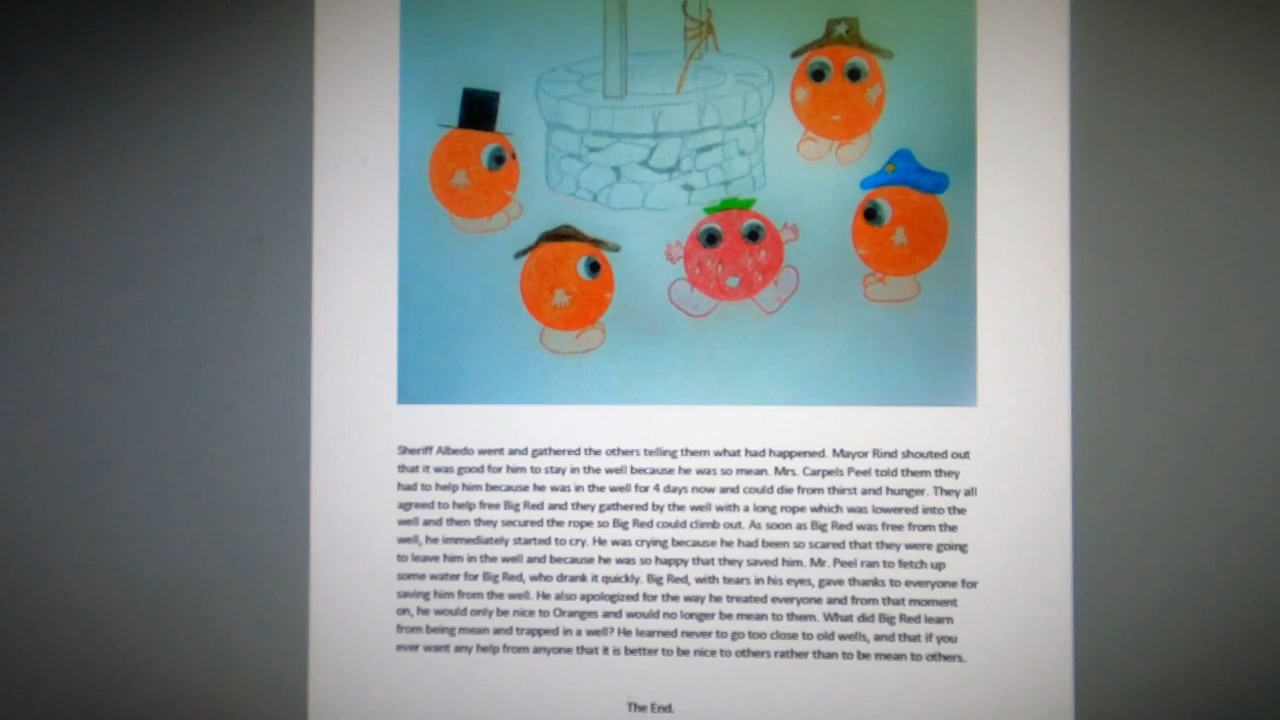 Sheriff Albedo went and gathered the others telling them what had happened. Mayor Rind shouted out
that it was good for him to stay in the well because he was so mean. Mrs. Carpels Peel told them they
had to help him because he was in the well for 4 days now and could die from thirst and hunger. They all
agreed to help free Big Red and they gathered by the well with a long rope which was lowered into the
well and then they secured the rope so Big Red could climb out. As soon as Big Red was free from the
well, he immediately started to cry. He was crying because he had been so scared that they were going
to leave him in the well and because he was so happy that they saved him. Mr. Peel ran to fetch up
some water for Big Red, who drank it quickly. Big Red, with tears in his eyes, gave thanks to everyone for
saving him from the well. He also apologized for the way he treated everyone and from that moment
on, he would only be nice to Oranges and would no longer be mean to them. What did Big Red learn
from being mean and trapped in a well? He learned never to go too close to old wells, and that if you
ever want any help from anyone that it is better to be nice to others rather than to be mean to others.
The End.